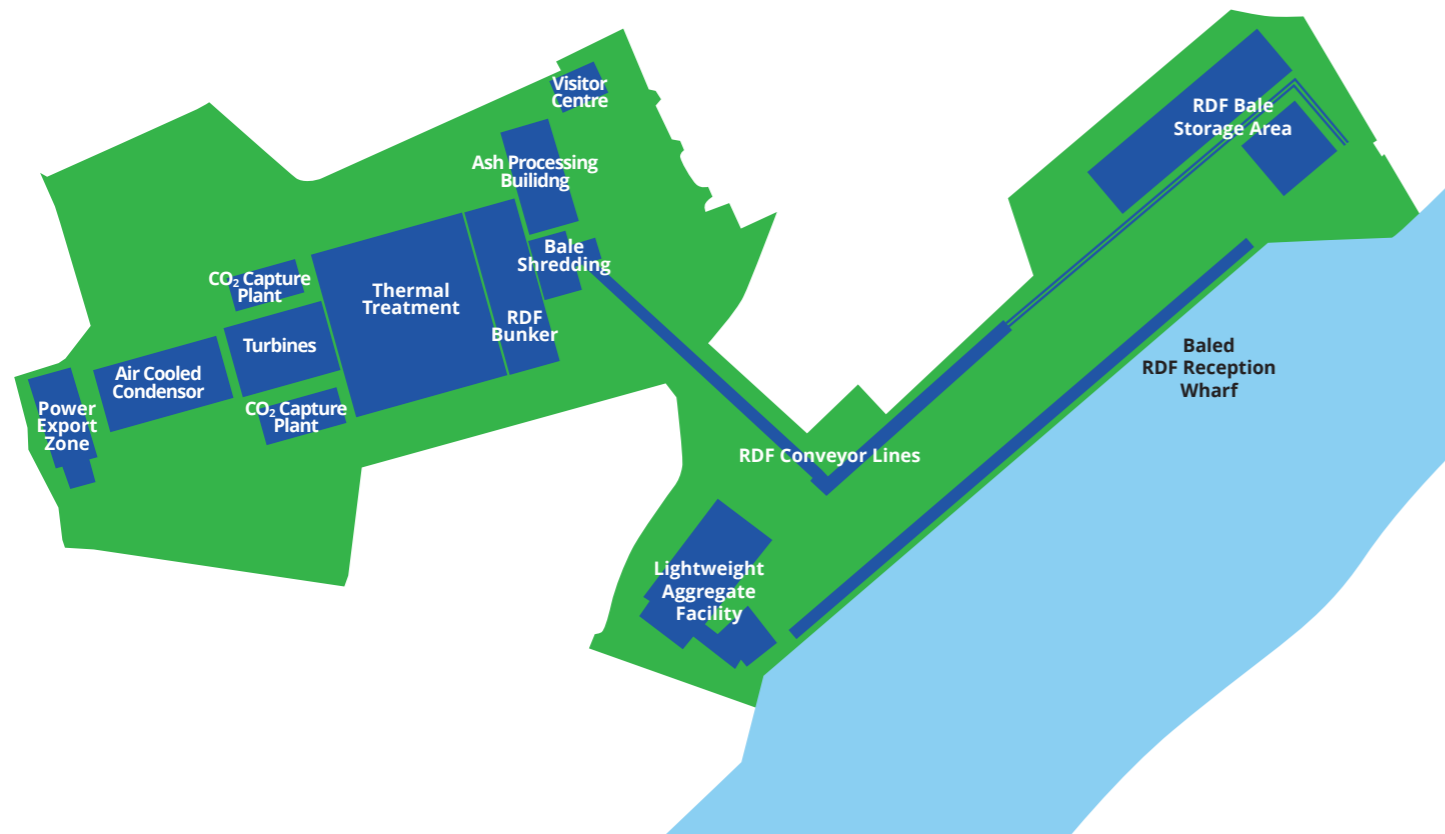 Visitor
Centre
RDF Bale
Storage Area
Ash Processing
Builidng
Bale
Shredding
CO₂ Capture
Plant
Thermal
Treatment
RDF
Bunker
Turbines
Air Cooled
Condensor
Baled
RDF Reception
Wharf
Power
Export
Zone
CO₂ Capture
Plant
RDF Conveyor Lines
Lightweight
Aggregate
Facility